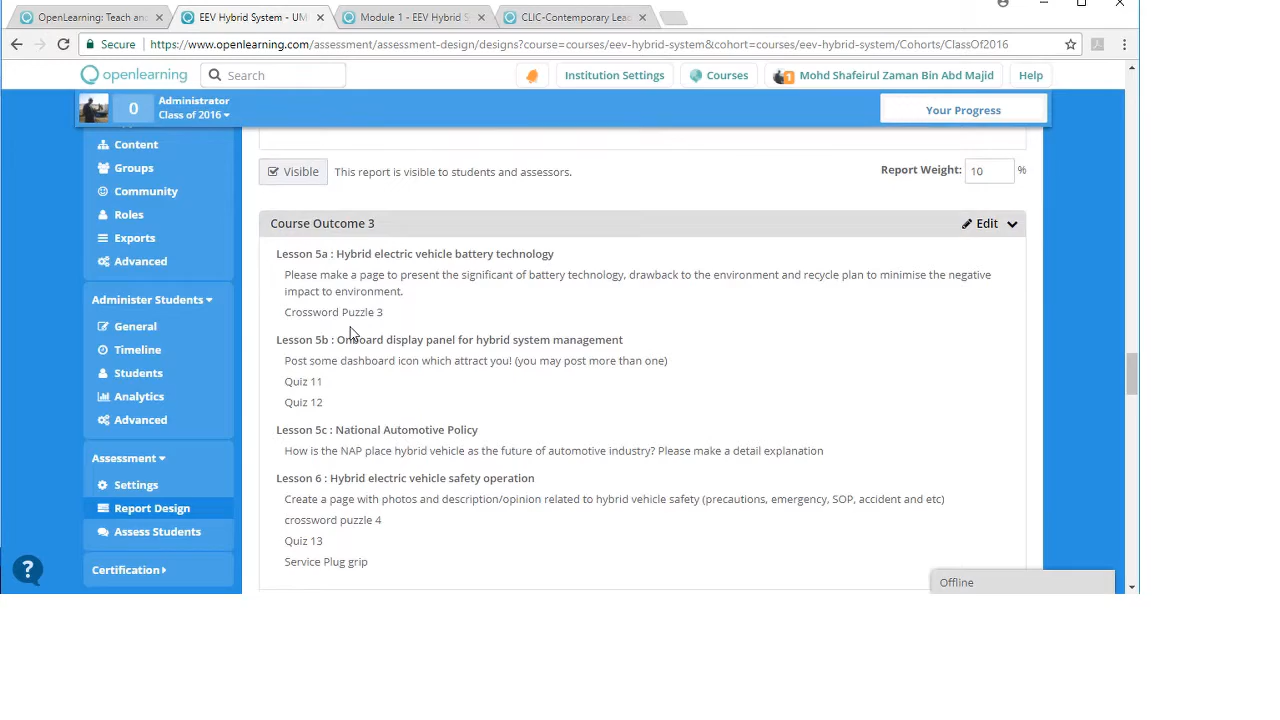 OpenLearning: Teach an
EEV Hybrid System - UM
Module 1 - EEV Hybrid S
CLIC-Contemporary Lea
Secure
https://www.openlearning.com/assessment/assessment-design/designs?course=courses/eev-hybrid-system&cohort=courses/eev-hybrid-system/Cohorts/ClassOf2016
openlearning
Search
Institution Settings
Courses
1
Mohd Shafeirul Zaman Bin Abd Majid
Help
0
Administrator
Class of 2016
Your Progress
Content
Groups
Community
Roles
Exports
Advanced
Administer Students
General
Timeline
Students
Analytics
Advanced
Assessment
Settings
Report Design
Assess Students
Certification
Visible
This report is visible to students and assessors.
Report Weight: 10 %
Course Outcome 3
Edit
Lesson 5a : Hybrid electric vehicle battery technology
Please make a page to present the significant of battery technology, drawback to the environment and recycle plan to minimise the negative
impact to environment.
Crossword Puzzle 3
Lesson 5b : Onboard display panel for hybrid system management
Post some dashboard icon which attract you! (you may post more than one)
Quiz 11
Quiz 12
Lesson 5c : National Automotive Policy
How is the NAP place hybrid vehicle as the future of automotive industry? Please make a detail explanation
Lesson 6 : Hybrid electric vehicle safety operation
Create a page with photos and description/opinion related to hybrid vehicle safety (precautions, emergency, SOP, accident and etc)
crossword puzzle 4
Quiz 13
Service Plug grip
?
Offline